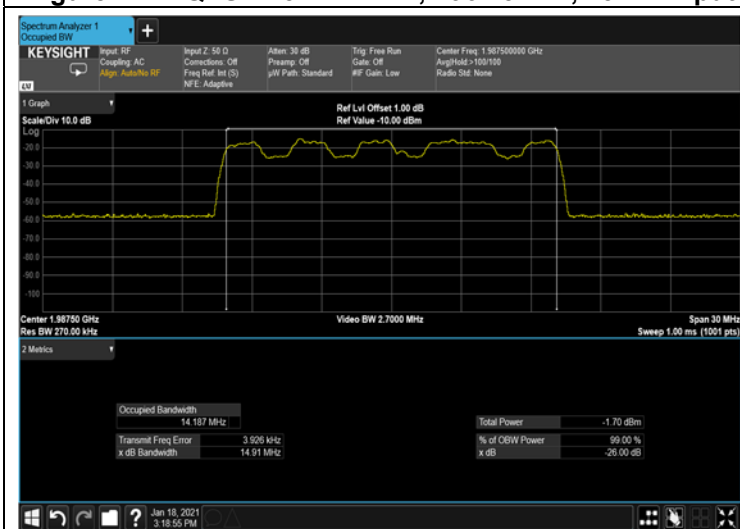 Spectrum Analyzer 1
Occupied BW
+
KEYSIGHT
Input: RF
Coupling: AC
Align: Auto/No RF
Input Z: 50 Ω
Corrections: Off
Freq Ref: Int (S)
NFE: Adaptive
Atten: 30 dB
Preamp: Off
µW Path: Standard
Trig: Free Run
Gate: Off
#IF Gain: Low
Center Freq: 1.987500000 GHz
Avg|Hold:>100/100
Radio Std: None
1 Graph
Scale/Div 10.0 dB
Ref Lvl Offset 1.00 dB
Ref Value -10.00 dBm
Log
-20.0
-30.0
-40.0
-50.0
-60.0
-70.0
-80.0
-90.0
-100
Center 1.98750 GHz
Video BW 2.7000 MHz
Span 30 MHz
Res BW 270.00 kHz
Sweep 1.00 ms (1001 pts)
2 Metrics
Occupied Bandwidth
14.187 MHz
Total Power -1.70 dBm
Transmit Freq Error 3.926 kHz
% of OBW Power 99.00 %
x dB Bandwidth 14.91 MHz
x dB -26.00 dB
?
Jan 18, 2021
3:18:55 PM